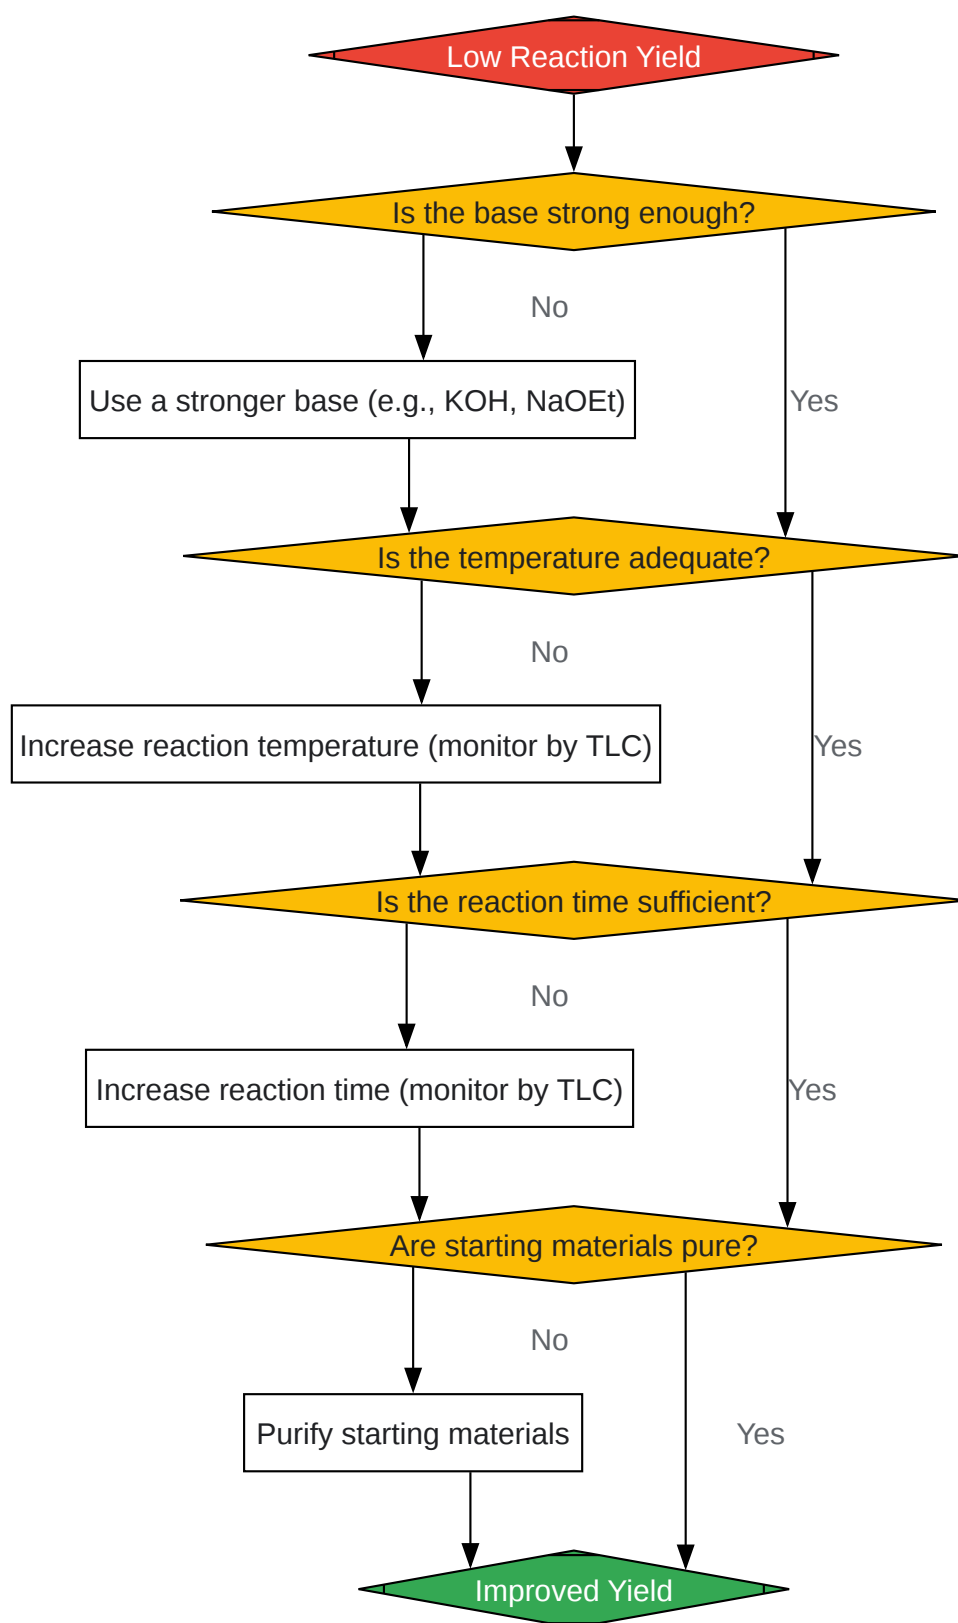 Low Reaction Yield
Is the base strong enough?
No
Use a stronger base (e.g., KOH, NaOEt)
Yes
Is the temperature adequate?
No
Increase reaction temperature (monitor by TLC)
Yes
Is the reaction time sufficient?
No
Increase reaction time (monitor by TLC)
Yes
Are starting materials pure?
No
Purify starting materials
Yes
Improved Yield